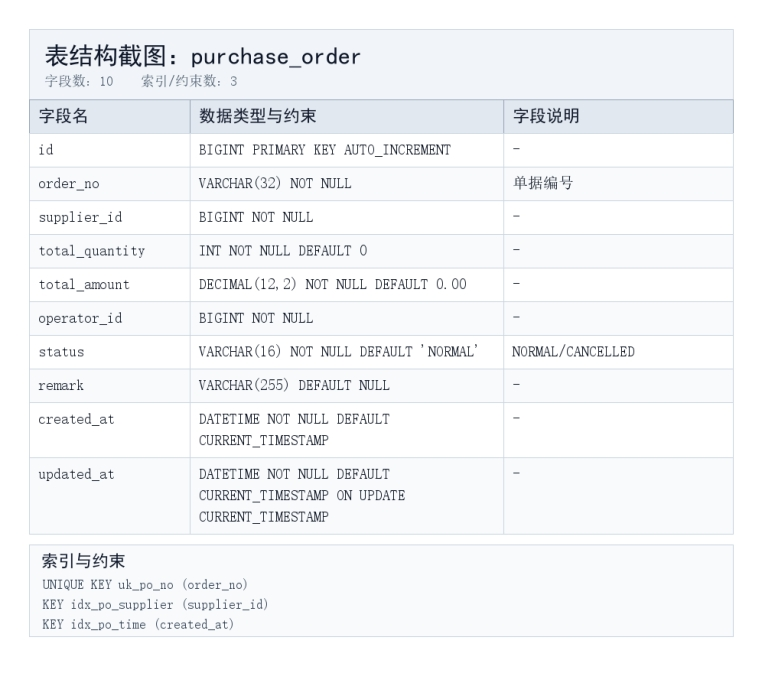 表结构截图：purchase_order
字段数：10 索引/约束数：3
字段名 数据类型与约束 字段说明
id BIGINT PRIMARY KEY AUTO_INCREMENT -
order_no VARCHAR(32) NOT NULL 单据编号
supplier_id BIGINT NOT NULL -
total_quantity INT NOT NULL DEFAULT 0 -
total_amount DECIMAL(12,2) NOT NULL DEFAULT 0.00 -
operator_id BIGINT NOT NULL -
status VARCHAR(16) NOT NULL DEFAULT 'NORMAL' NORMAL/CANCELLED
remark VARCHAR(255) DEFAULT NULL -
created_at DATETIME NOT NULL DEFAULT -
CURRENT_TIMESTAMP
updated_at DATETIME NOT NULL DEFAULT -
CURRENT_TIMESTAMP ON UPDATE
CURRENT_TIMESTAMP
索引与约束
UNIQUE KEY uk_po_no (order_no)
KEY idx_po_supplier (supplier_id)
KEY idx_po_time (created_at)